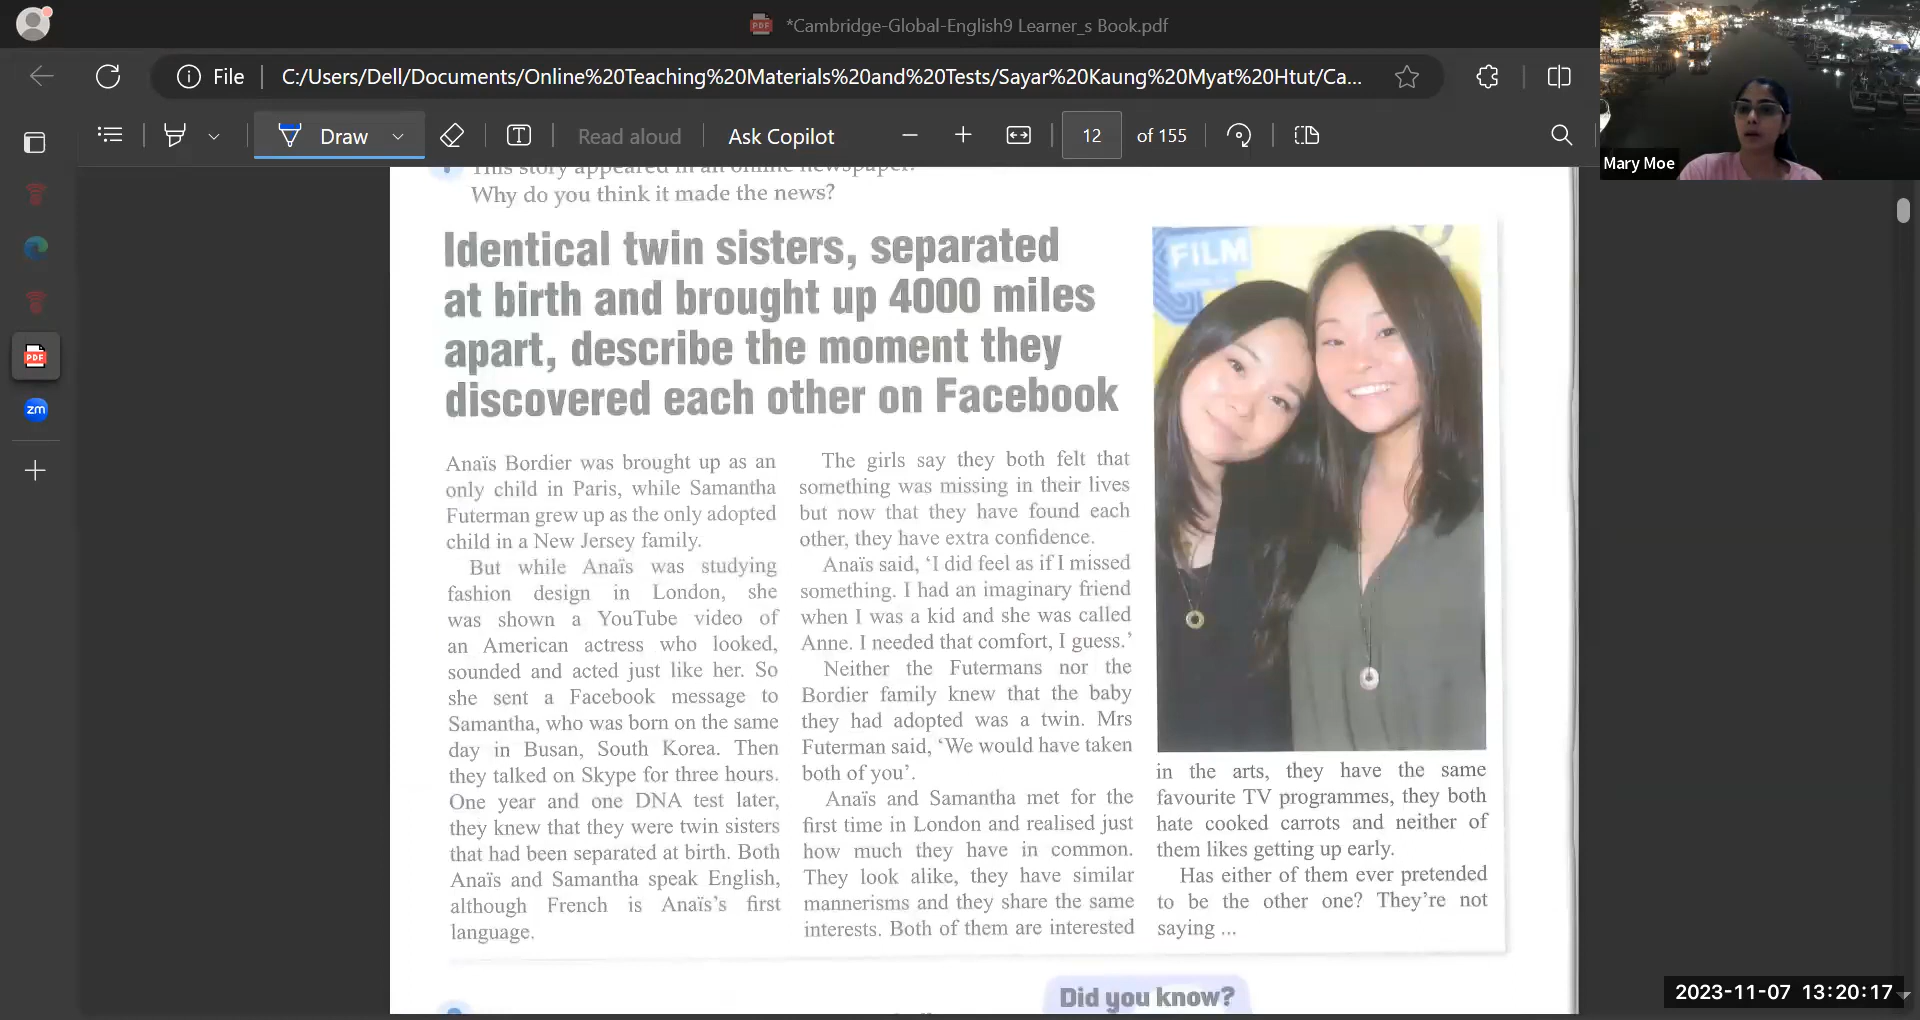 *Cambridge-Global-English9 Learner_s Book.pdf
File
C:/Users/Dell/Documents/Online%20Teaching%20Materials%20and%20Tests/Sayar%20Kaung%20Myat%20Htut/Ca...
Draw
Read aloud
Ask Copilot
12
of 155
Mary Moe
zm
This story appeared in an online newspaper.
Why do you think it made the news?
Identical twin sisters, separated
at birth and brought up 4000 miles
apart, describe the moment they
discovered each other on Facebook
FILM
Anaïs Bordier was brought up as an
only child in Paris, while Samantha
Futerman grew up as the only adopted
child in a New Jersey family.
But while Anaïs was studying
fashion design in London, she
was shown a YouTube video of
an American actress who looked,
sounded and acted just like her. So
she sent a Facebook message to
Samantha, who was born on the same
day in Busan, South Korea. Then
they talked on Skype for three hours.
One year and one DNA test later,
they knew that they were twin sisters
that had been separated at birth. Both
Anaïs and Samantha speak English,
although French is Anaïs's first
language.
The girls say they both felt that
something was missing in their lives
but now that they have found each
other, they have extra confidence.
Anaïs said, ‘I did feel as if I missed
something. I had an imaginary friend
when I was a kid and she was called
Anne. I needed that comfort, I guess.’
Neither the Futermans nor the
Bordier family knew that the baby
they had adopted was a twin. Mrs
Futerman said, ‘We would have taken
both of you’.
Anaïs and Samantha met for the
first time in London and realised just
how much they have in common.
They look alike, they have similar
mannerisms and they share the same
interests. Both of them are interested
in the arts, they have the same
favourite TV programmes, they both
hate cooked carrots and neither of
them likes getting up early.
Has either of them ever pretended
to be the other one? They're not
saying ...
Did you know?
2023-11-07 13:20:17